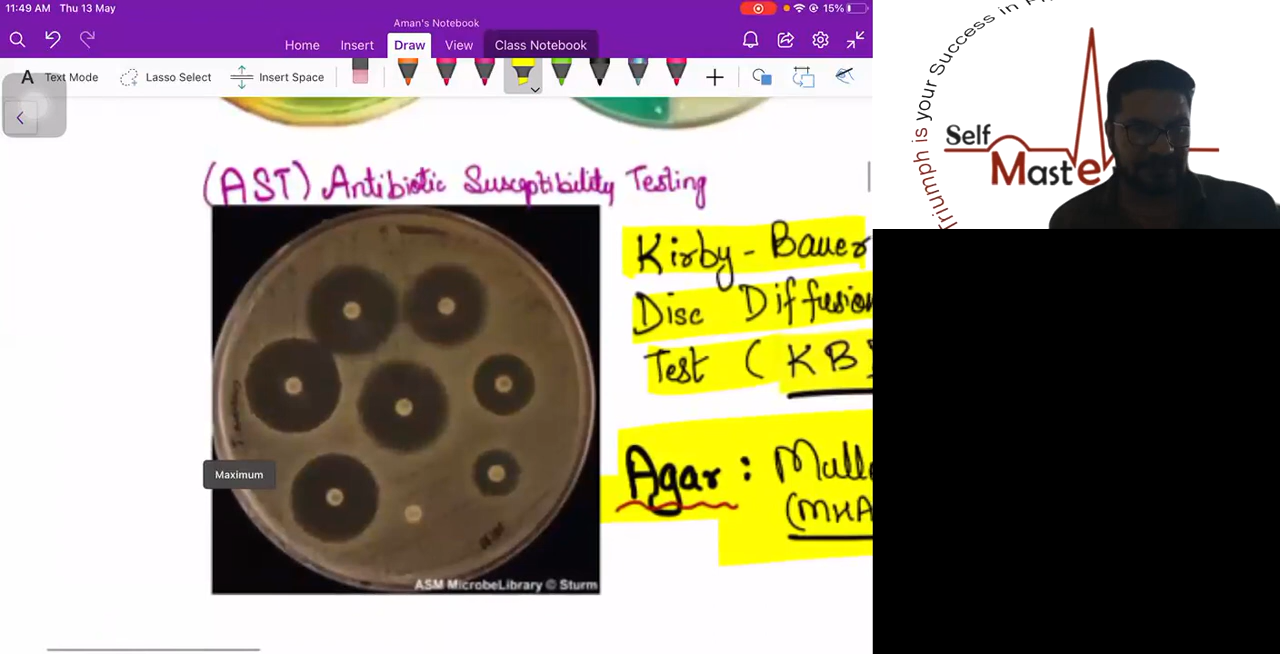 11:49 AM Thu 13 May
15%
Aman's Notebook
Home Insert Draw View Class Notebook
A Text Mode Lasso Select Insert Space
(AST) Antibiotic Susceptibility Testing
Kirby-Bauer
Disc Diffusion
Test (KB)
Agar : Mull
(MHA
Maximum
ASM MicrobeLibrary © Sturm
Triumph is your Success in
Self
Maste